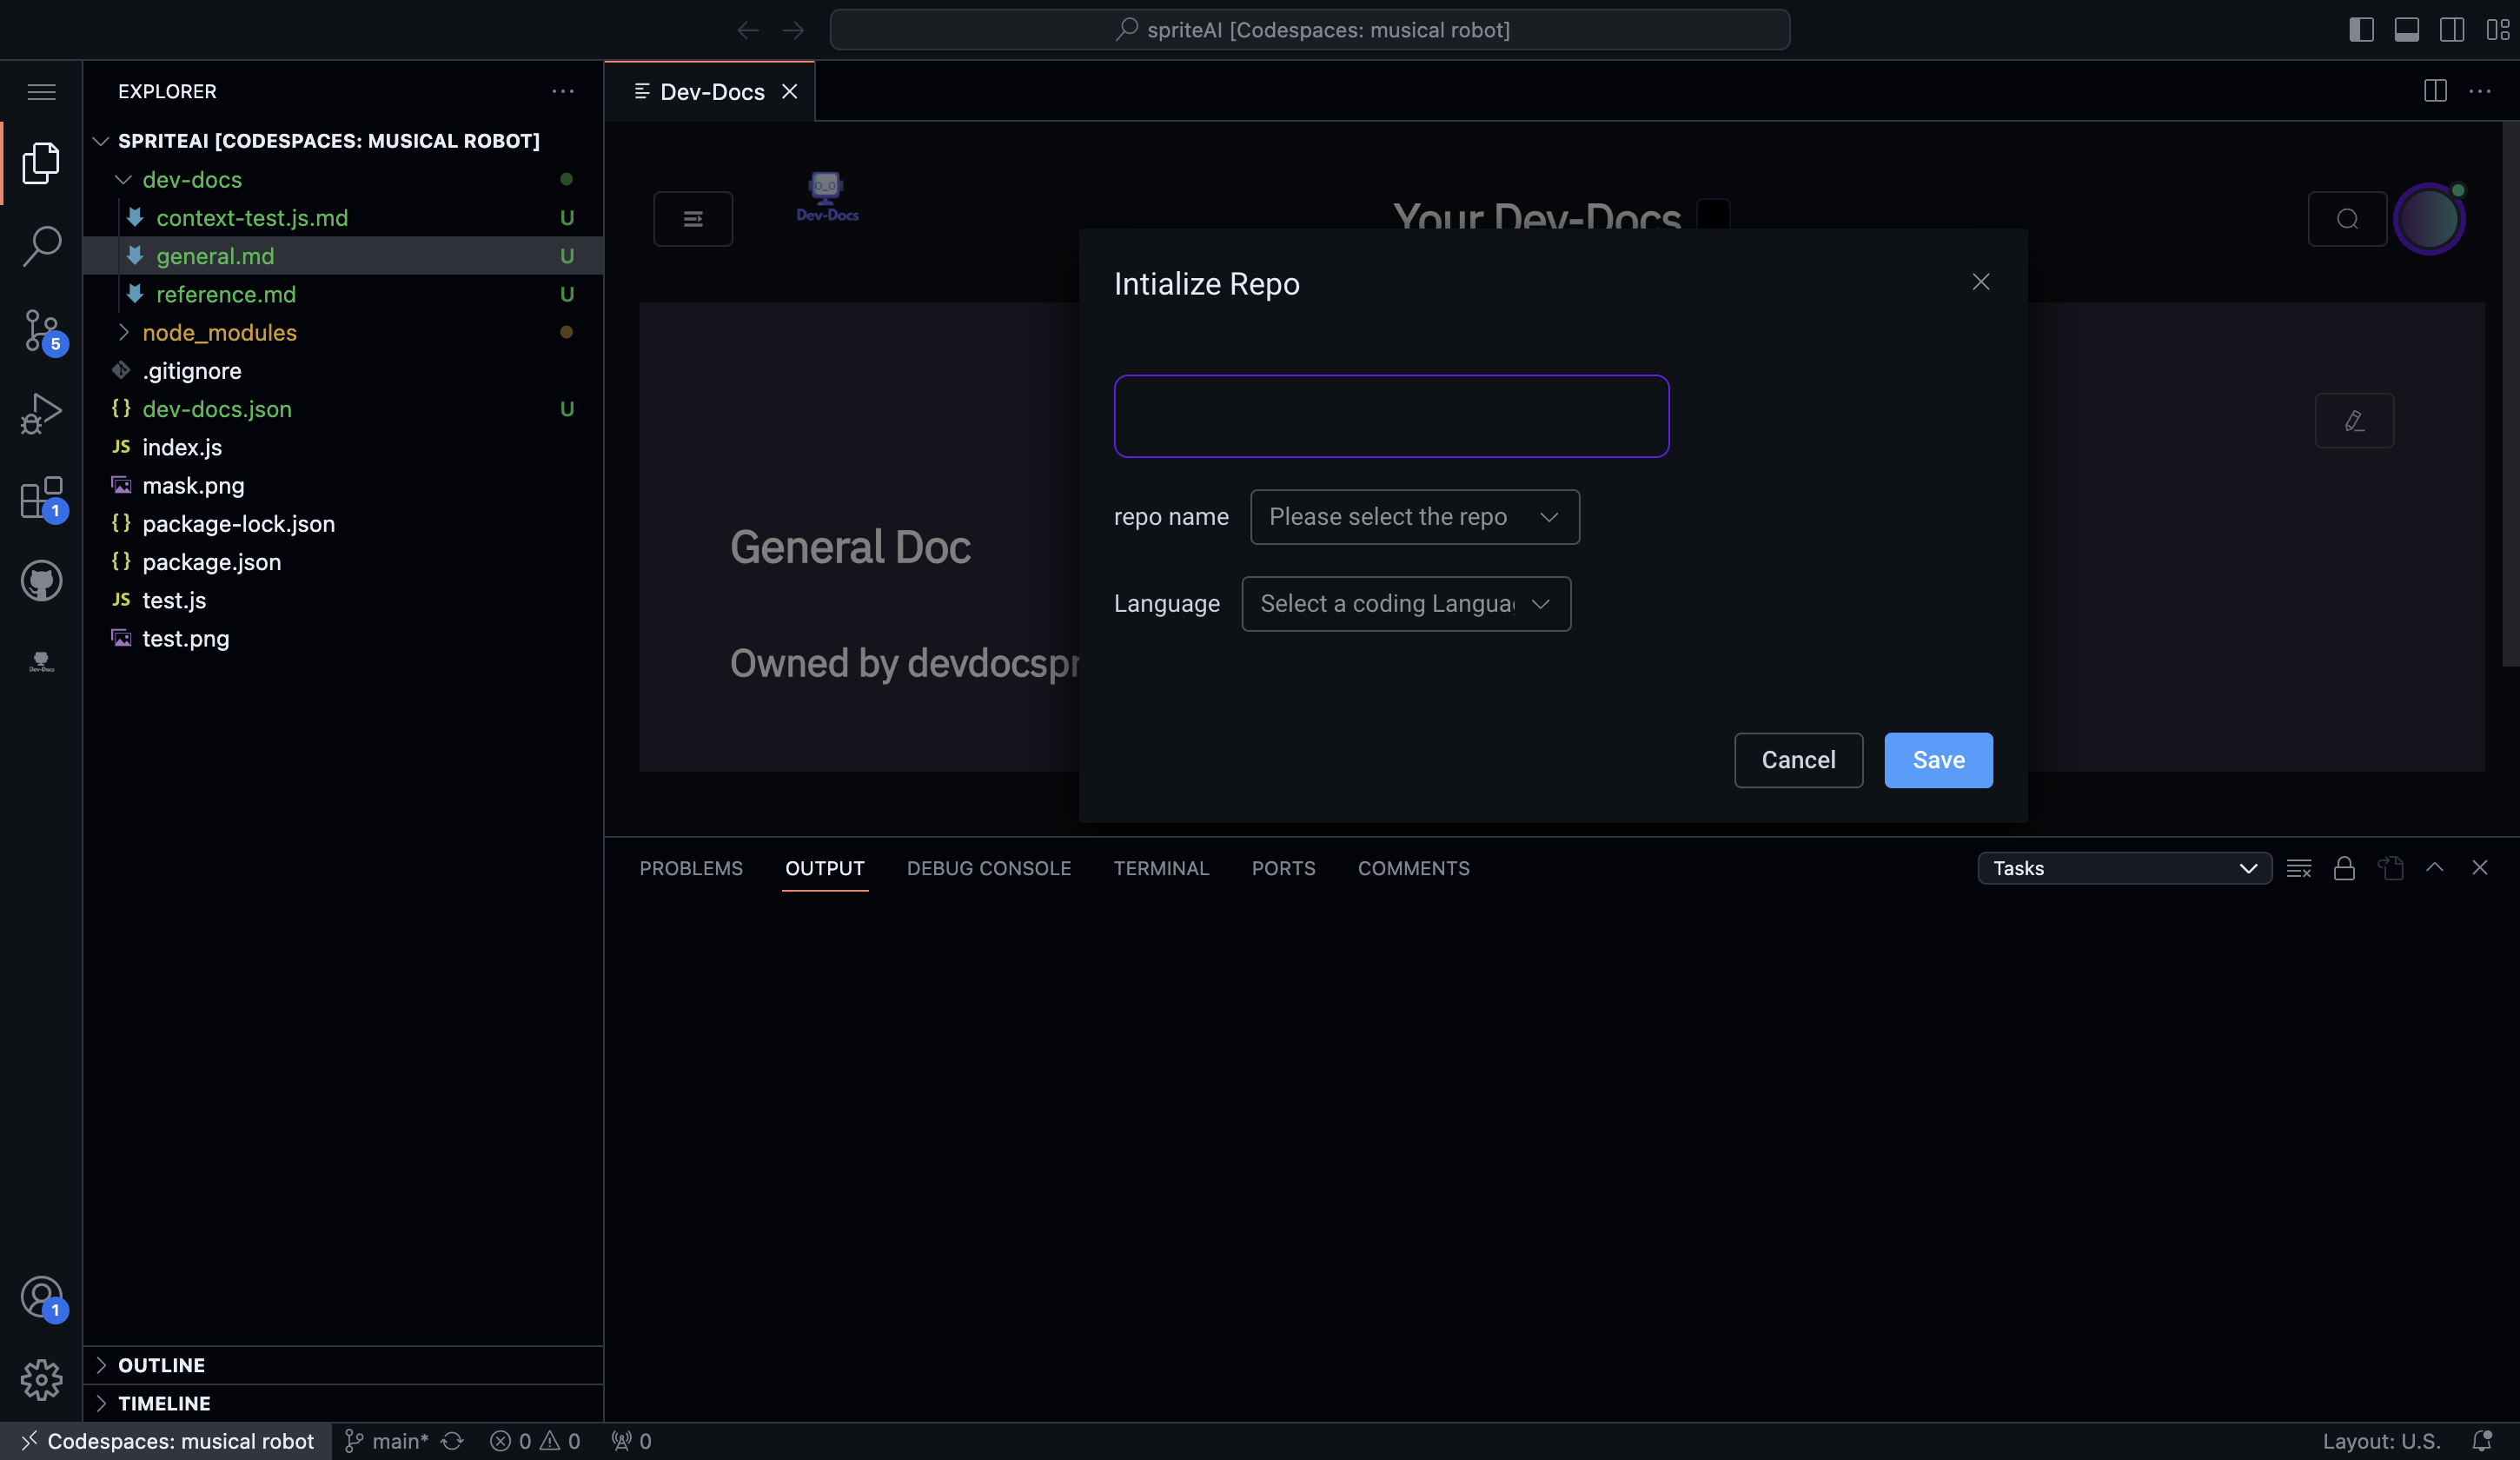 spriteAI [Codespaces: musical robot]
EXPLORER
SPRITEAI [CODESPACES: MUSICAL ROBOT]
dev-docs
context-test.js.md U
general.md U
reference.md U
node_modules
.gitignore
{} dev-docs.json U
JS index.js
mask.png
{} package-lock.json
{} package.json
JS test.js
test.png
OUTLINE
TIMELINE
5
1
Dev-Docs
1
Dev-Docs
Dev-Docs
Your Dev-Docs
General Doc
Owned by devdocspr
Intialize Repo
repo name Please select the repo
Language Select a coding Langua
Cancel Save
PROBLEMS OUTPUT DEBUG CONSOLE TERMINAL PORTS COMMENTS
Tasks
Codespaces: musical robot main* 0 0 0
Layout: U.S.